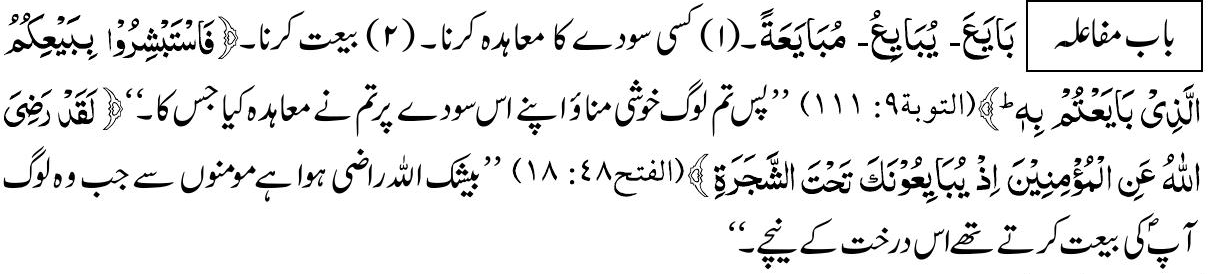 باب مفاعلہ بَايَعَ- يُبَايِعُ- مُبَايَعَةً۔(۱) کسی سودے کا معاہدہ کرنا۔ (۲) بیعت کرنا۔ ﴿فَاسْتَبْشِرُوْا بِبَيْعِكُمُ
الَّذِىْ بَايَعْتُمْ بِهٖ ؕ﴾ (التوبة۹: ۱۱۱) ’’پس تم لوگ خوشی مناؤ اپنے اس سودے پر تم نے معاہدہ کیا جس کا۔‘‘ ﴿لَقَدْ رَضِىَ
اللّٰهُ عَنِ الْمُؤْمِنِيْنَ اِذْ يُبَايِعُوْنَكَ تَحْتَ الشَّجَرَةِ﴾ (الفتح۴۸: ۱۸) ’’بیشک اللہ راضی ہوا ہے مومنوں سے جب وہ لوگ
آپؐ کی بیعت کرتے تھے اس درخت کے نیچے۔‘‘